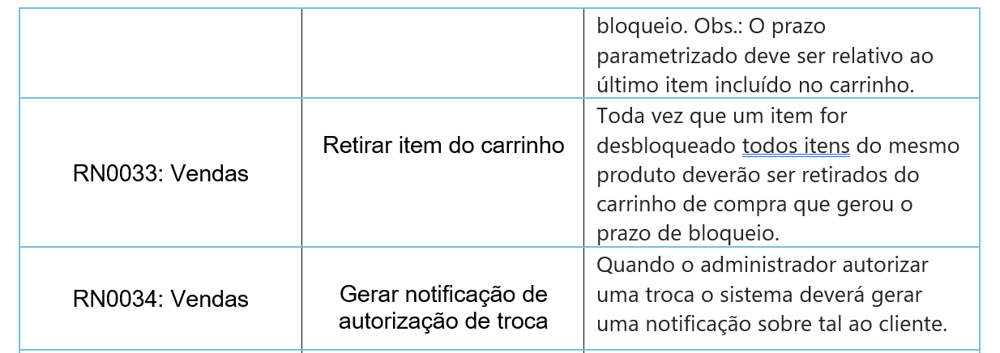 bloqueio. Obs.: O prazo
parametrizado deve ser relativo ao
último item incluído no carrinho.
RN0033: Vendas
Retirar item do carrinho
Toda vez que um item for
desbloqueado todos itens do mesmo
produto deverão ser retirados do
carrinho de compra que gerou o
prazo de bloqueio.
RN0034: Vendas
Gerar notificação de
autorização de troca
Quando o administrador autorizar
uma troca o sistema deverá gerar
uma notificação sobre tal ao cliente.